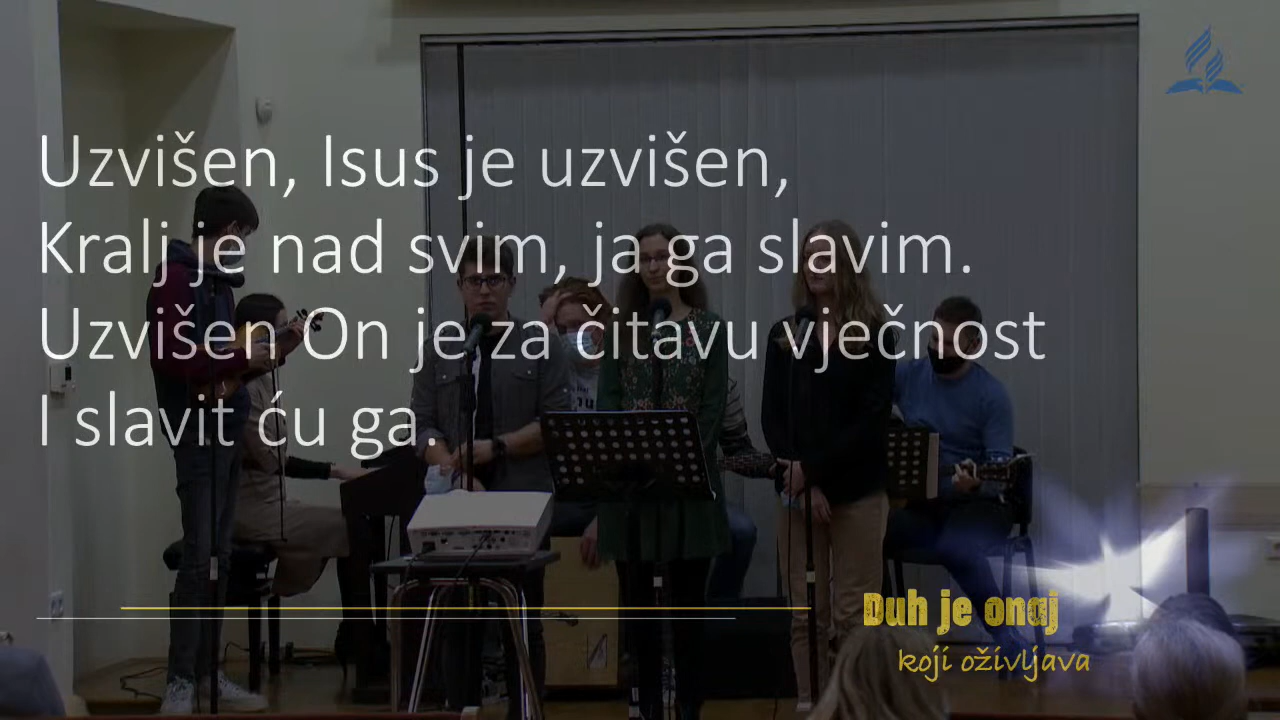 Uzvišen, Isus je uzvišen,
Kralj je nad svim, ja ga slavim.
Uzvišen On je za čitavu vječnost
I slavit ću ga.
Duh je onaj
koji oživljava